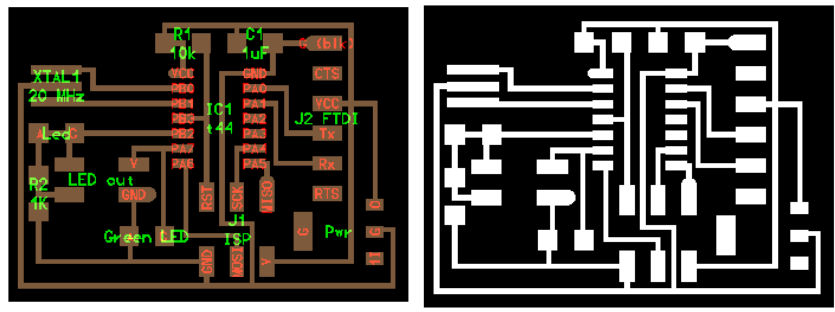 R1
C1
G (blk)
10k
1uF
XTAL1
VCC
GND
CTS
20 MHz
PB0
PA0
PB1
IC1
PA1
VCC
PB3
t44
PA2
J2 FTDI
A Led C
PB2
PA3
Tx
PA7
PA4
PA6
PA5
V
Rx
R2
LED out
1K
GND
RST
SCK
MISO
RTS
J1
Green LED
ISP
G
Pwr
O
G
1I
GND
MOSI
V